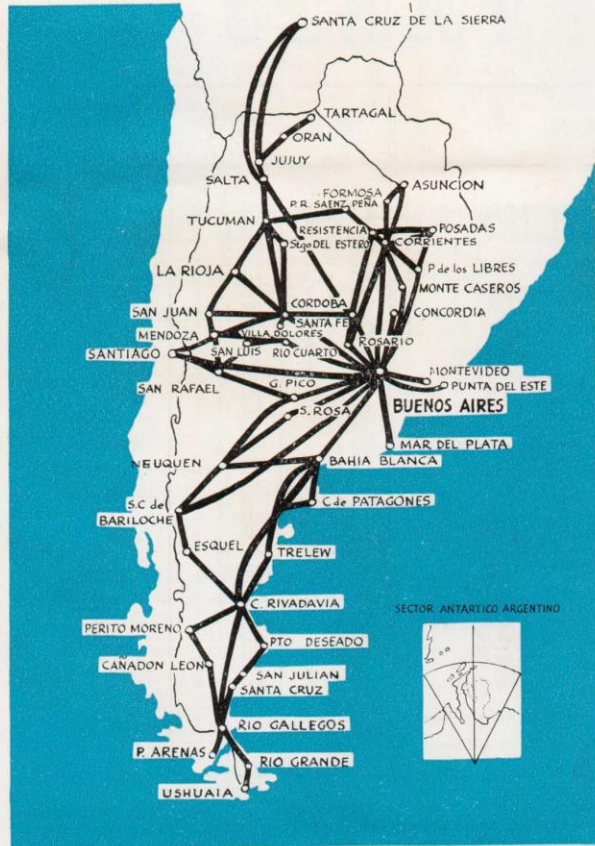 SANTA CRUZ DE LA SIERRA
TARTAGAL
ORAN
JUJUY
SALTA
ASUNCION
FORMOSA
P.R. SAENZ PEÑA
TUCUMAN
RESISTENCIA
POSADAS
CORRIENTES
Stgo DEL ESTERO
LA RIOJA
P de los LIBRES
MONTE CASEROS
SAN JUAN
CORDOBA
SANTA FE
CONCORDIA
MENDOZA
VILLA DOLORES
SANTIAGO
SAN LUIS
RIO CUARTO
ROSARIO
MONTEVIDEO
SAN RAFAEL
G. PICO
PUNTA DEL ESTE
BUENOS AIRES
S. ROSA
MAR DEL PLATA
NEUQUEN
BAHIA BLANCA
S.C de
BARILOCHE
C de PATAGONES
ESQUEL
TRELEW
C. RIVADAVIA
SECTOR ANTARTICO ARGENTINO
PERITO MORENO
PTO DESEADO
CAÑADON LEON
SAN JULIAN
SANTA CRUZ
RIO GALLEGOS
P. ARENAS
RIO GRANDE
USHUAIA